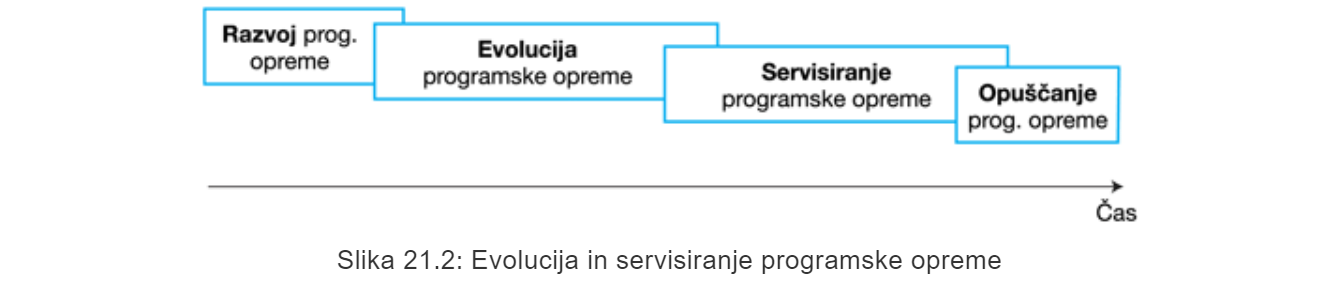 Razvoj prog.
opreme
Evolucija
programske opreme
Servisiranje
programske opreme
Opuščanje
prog. opreme
Čas
Slika 21.2: Evolucija in servisiranje programske opreme